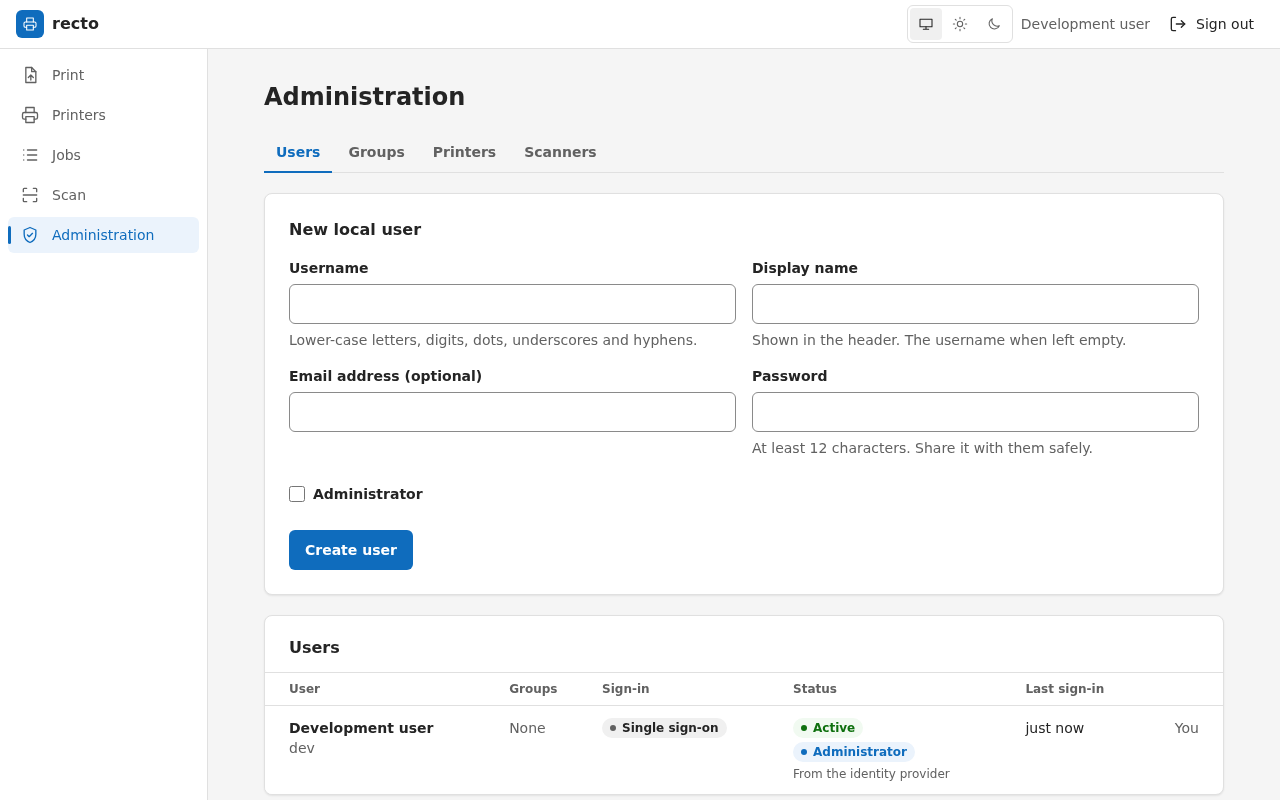 recto
Development user
Sign out
Print
Printers
Jobs
Scan
Administration
Administration
Users Groups Printers Scanners
New local user
Username Display name
Lower-case letters, digits, dots, underscores and hyphens. Shown in the header. The username when left empty.
Email address (optional) Password
At least 12 characters. Share it with them safely.
Administrator
Create user
Users
User Groups Sign-in Status Last sign-in
Development user None Single sign-on Active just now You
dev Administrator
From the identity provider